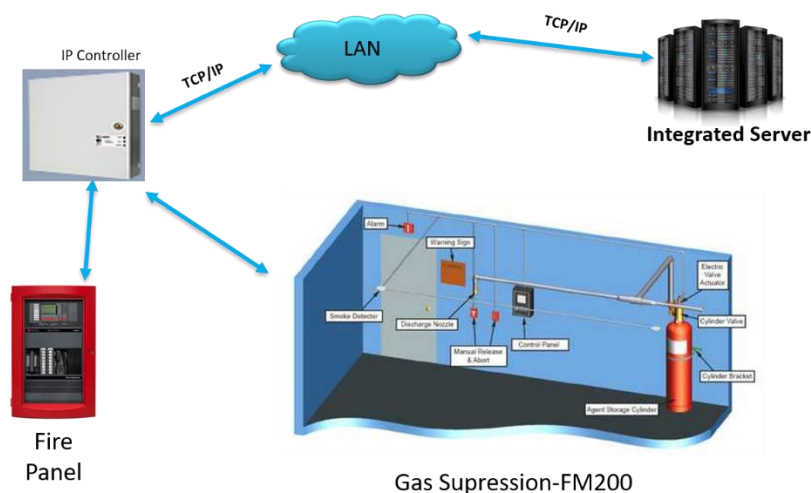 IP Controller
TCP/IP
LAN
TCP/IP
Integrated Server
Alarm
Warning Sign
Electric
Valve
Actuator
Smoke Detector
Discharge Nozzle
Cylinder Valve
Manual Release
& Abort
Control Panel
Cylinder Bracket
Agent Storage Cylinder
Fire
Panel
Gas Supression-FM200